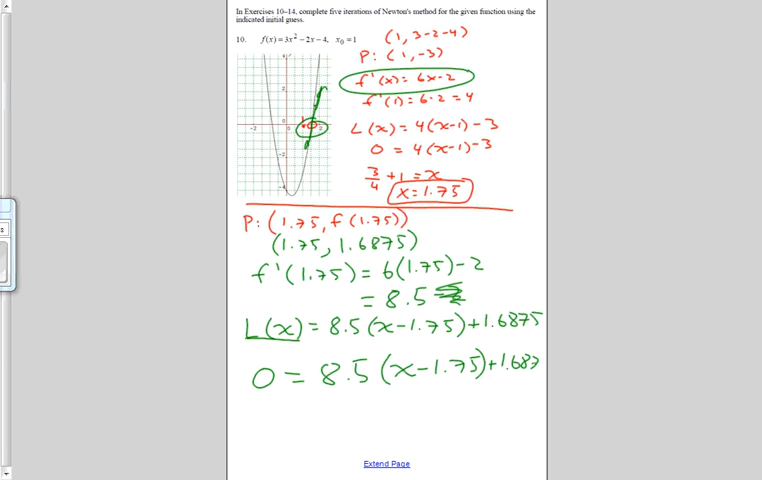 In Exercises 10–14, complete five iterations of Newton's method for the given function using the
indicated initial guess.
10. f(x) = 3x² − 2x − 4, x₀ = 1
(1, 3-2-4)
P: (1, -3)
f'(x) = 6x-2
f'(1) = 6-2 = 4
L(x) = 4(x-1) - 3
0 = 4(x-1) - 3
3/4 + 1 = x
x = 1.75
P: (1.75, f(1.75))
(1.75, 1.6875)
f'(1.75) = 6(1.75) - 2
= 8.5
L(x) = 8.5(x-1.75) + 1.6875
0 = 8.5(x-1.75) + 1.687
Extend Page